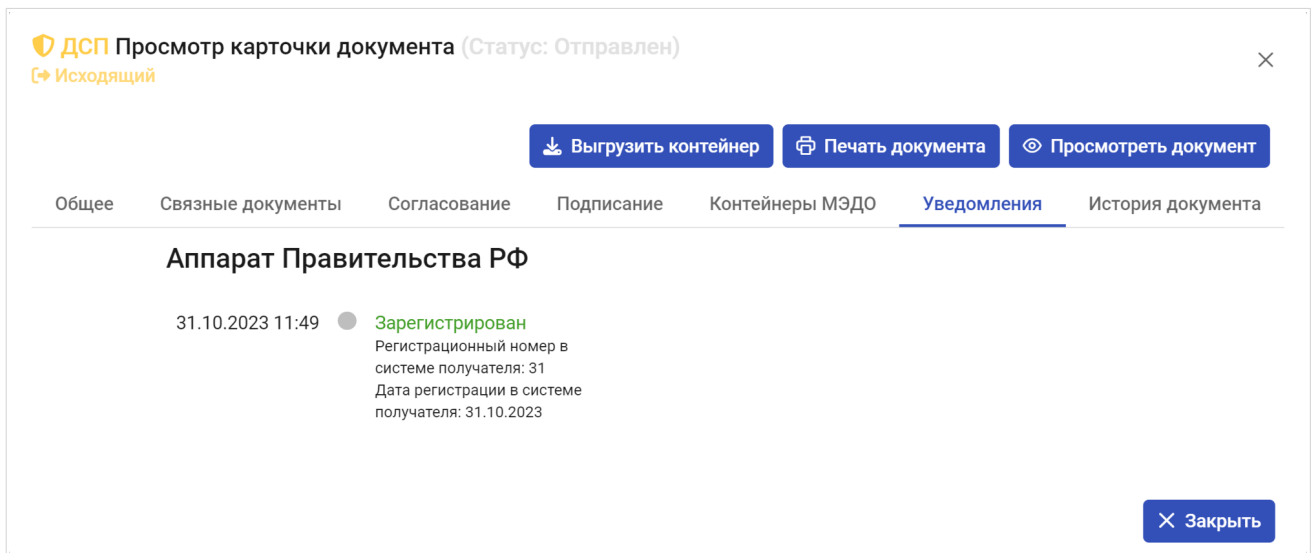 ДСП Просмотр карточки документа (Статус: Отправлен)
Исходящий
Выгрузить контейнер
Печать документа
Просмотреть документ
Общее
Связные документы
Согласование
Подписание
Контейнеры МЭДО
Уведомления
История документа
Аппарат Правительства РФ
31.10.2023 11:49
Зарегистрирован
Регистрационный номер в
системе получателя: 31
Дата регистрации в системе
получателя: 31.10.2023
Закрыть